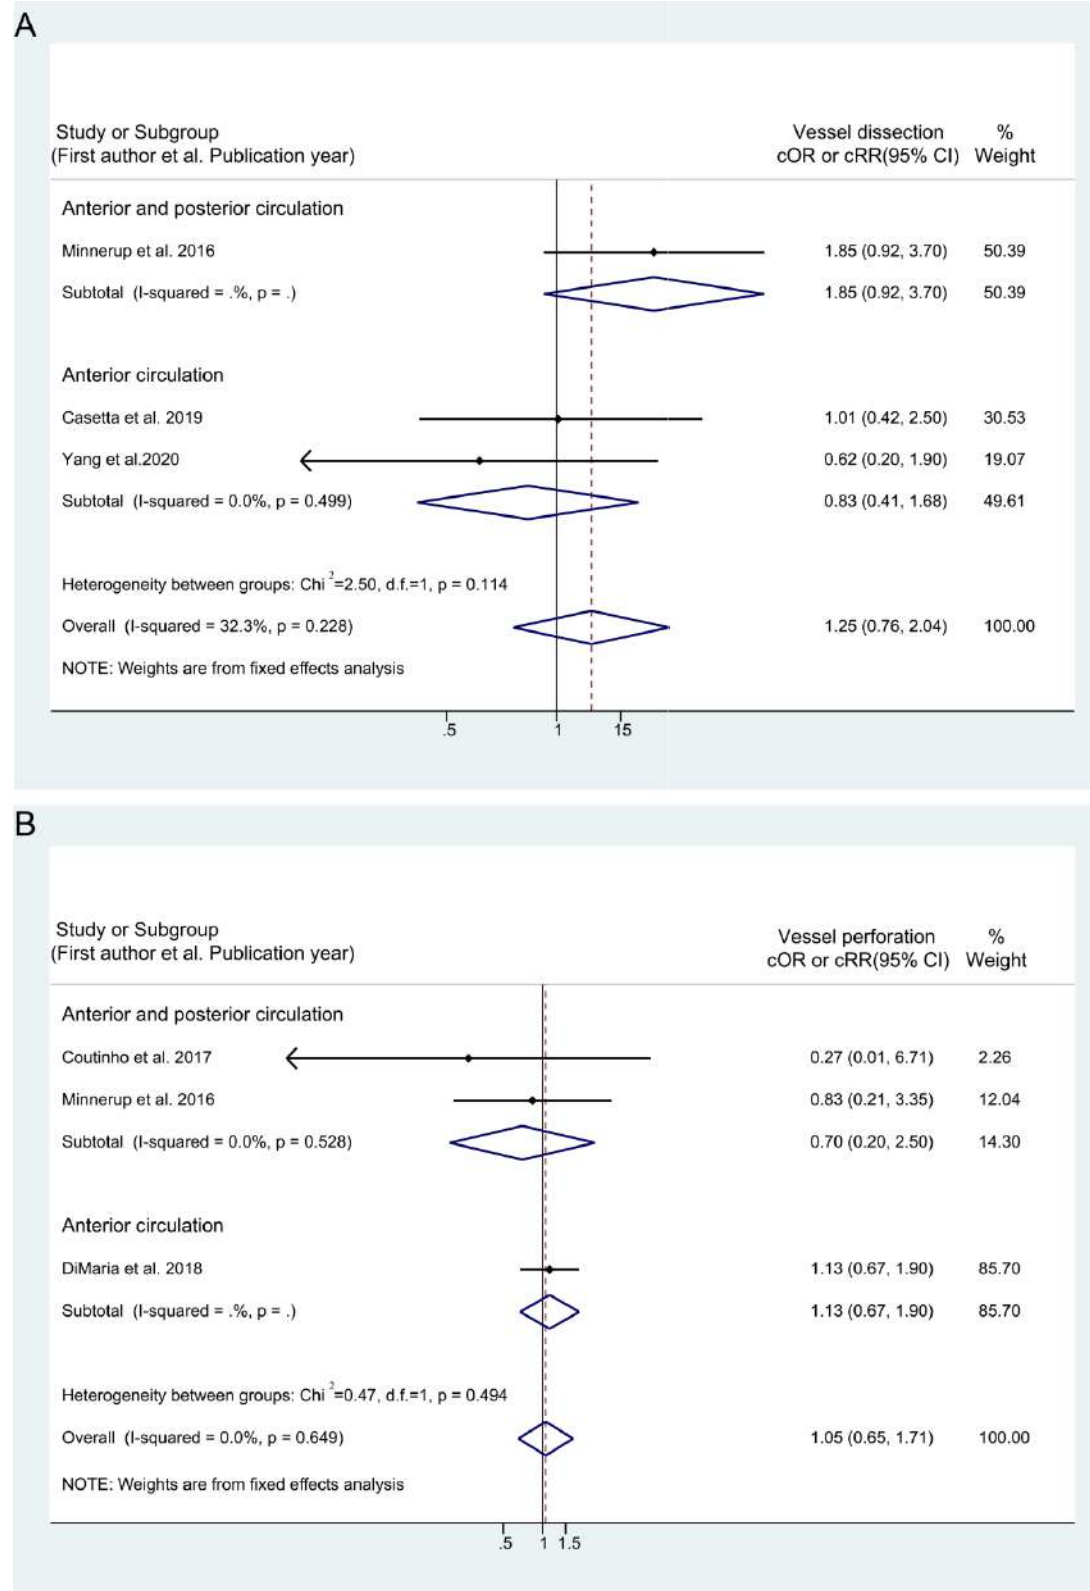 A
Study or Subgroup
(First author et al. Publication year)
Vessel dissection
cOR or cRR(95% CI)
%
Weight
Anterior and posterior circulation
Minnerup et al. 2016 1.85 (0.92, 3.70) 50.39
Subtotal (I-squared = .%, p = .) 1.85 (0.92, 3.70) 50.39
Anterior circulation
Casetta et al. 2019 1.01 (0.42, 2.50) 30.53
Yang et al.2020 0.62 (0.20, 1.90) 19.07
Subtotal (I-squared = 0.0%, p = 0.499) 0.83 (0.41, 1.68) 49.61
Heterogeneity between groups: Chi ²=2.50, d.f.=1, p = 0.114
Overall (I-squared = 32.3%, p = 0.228) 1.25 (0.76, 2.04) 100.00
NOTE: Weights are from fixed effects analysis
.5 1 15
B
Study or Subgroup
(First author et al. Publication year)
Vessel perforation
cOR or cRR(95% CI)
%
Weight
Anterior and posterior circulation
Coutinho et al. 2017 0.27 (0.01, 6.71) 2.26
Minnerup et al. 2016 0.83 (0.21, 3.35) 12.04
Subtotal (I-squared = 0.0%, p = 0.528) 0.70 (0.20, 2.50) 14.30
Anterior circulation
DiMaria et al. 2018 1.13 (0.67, 1.90) 85.70
Subtotal (I-squared = .%, p = .) 1.13 (0.67, 1.90) 85.70
Heterogeneity between groups: Chi ²=0.47, d.f.=1, p = 0.494
Overall (I-squared = 0.0%, p = 0.649) 1.05 (0.65, 1.71) 100.00
NOTE: Weights are from fixed effects analysis
.5 1 1.5